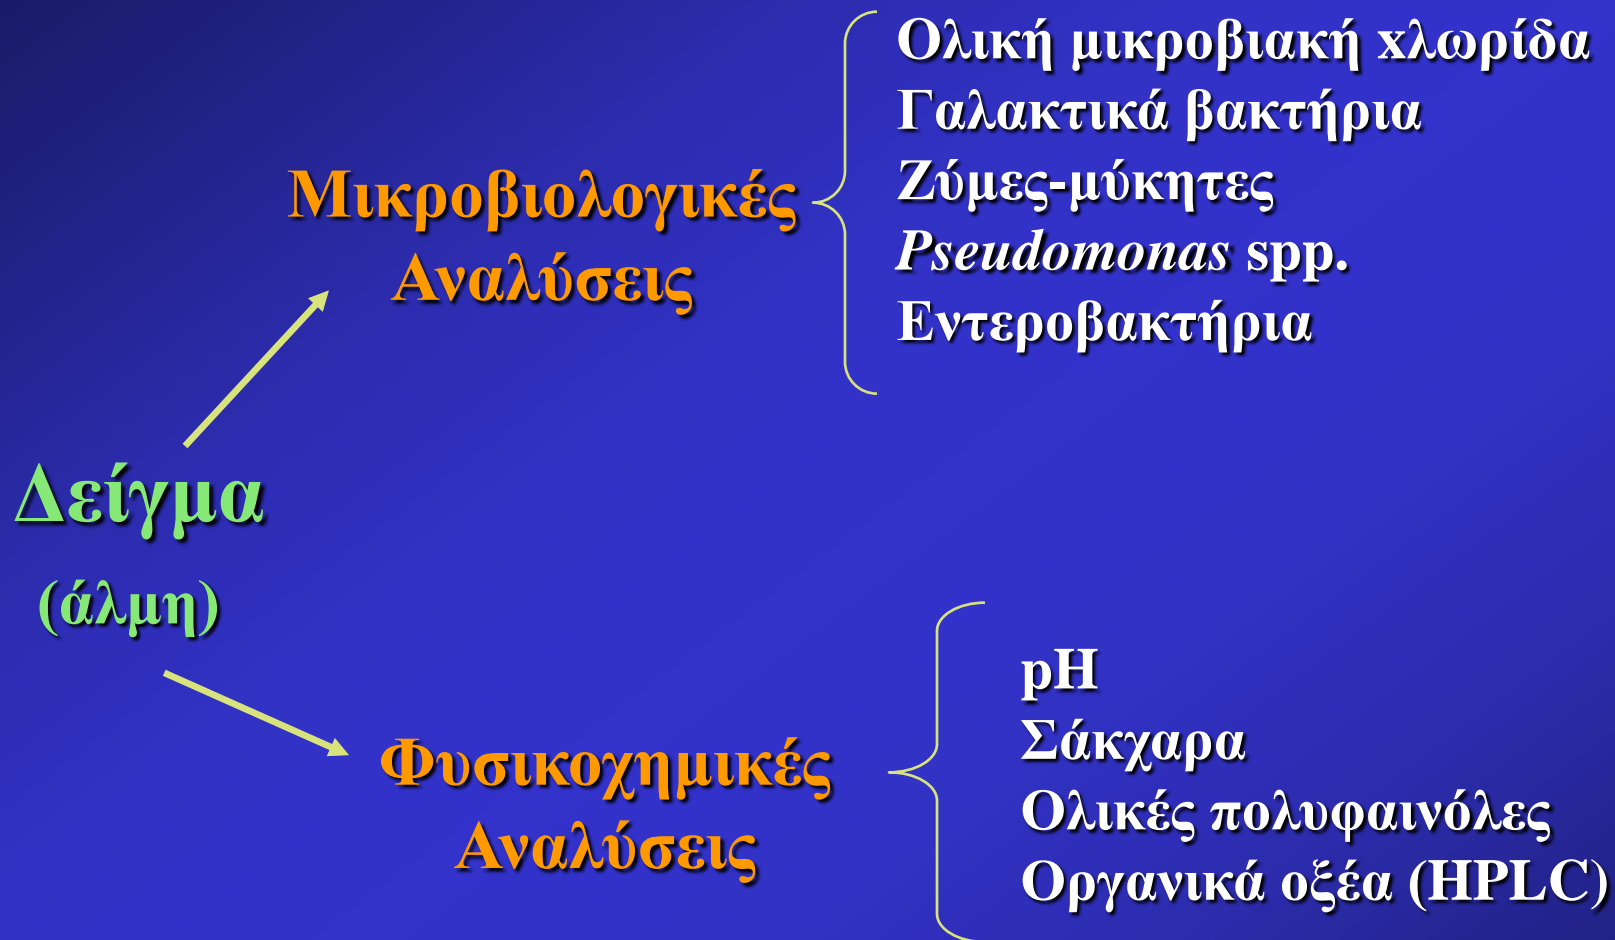 Ολική μικροβιακή xλωρίδα
Γαλακτικά βακτήρια
Ζύμες-μύκητες
Pseudomonas spp.
Εντεροβακτήρια
Μικροβιολογικές
Αναλύσεις
Δείγμα
(άλμη)
Φυσικοχημικές
Αναλύσεις
pH
Σάκχαρα
Ολικές πολυφαινόλες
Οργανικά οξέα (HPLC)